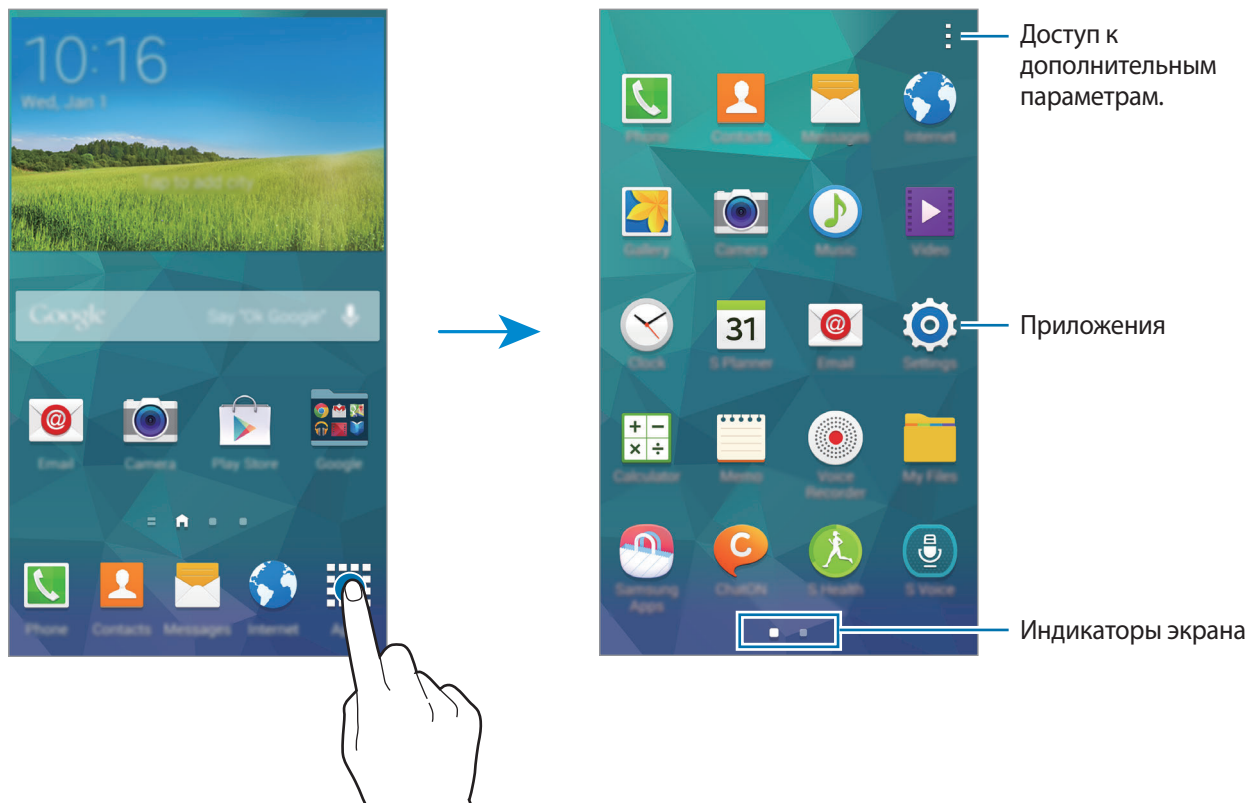 10:16
Wed, Jan 1
Tap to add city
Google
Say "Ok Google"
Email
Camera
Play Store
Google
Phone
Contacts
Messages
Internet
Доступ к
дополнительным
параметрам.
Phone
Contacts
Messages
Internet
Gallery
Camera
Music
Video
31
Clock
S Planner
Email
Settings
Приложения
Calculator
Memo
Voice
Recorder
My Files
Samsung
Apps
ChatON
S Health
S Voice
Индикаторы экрана